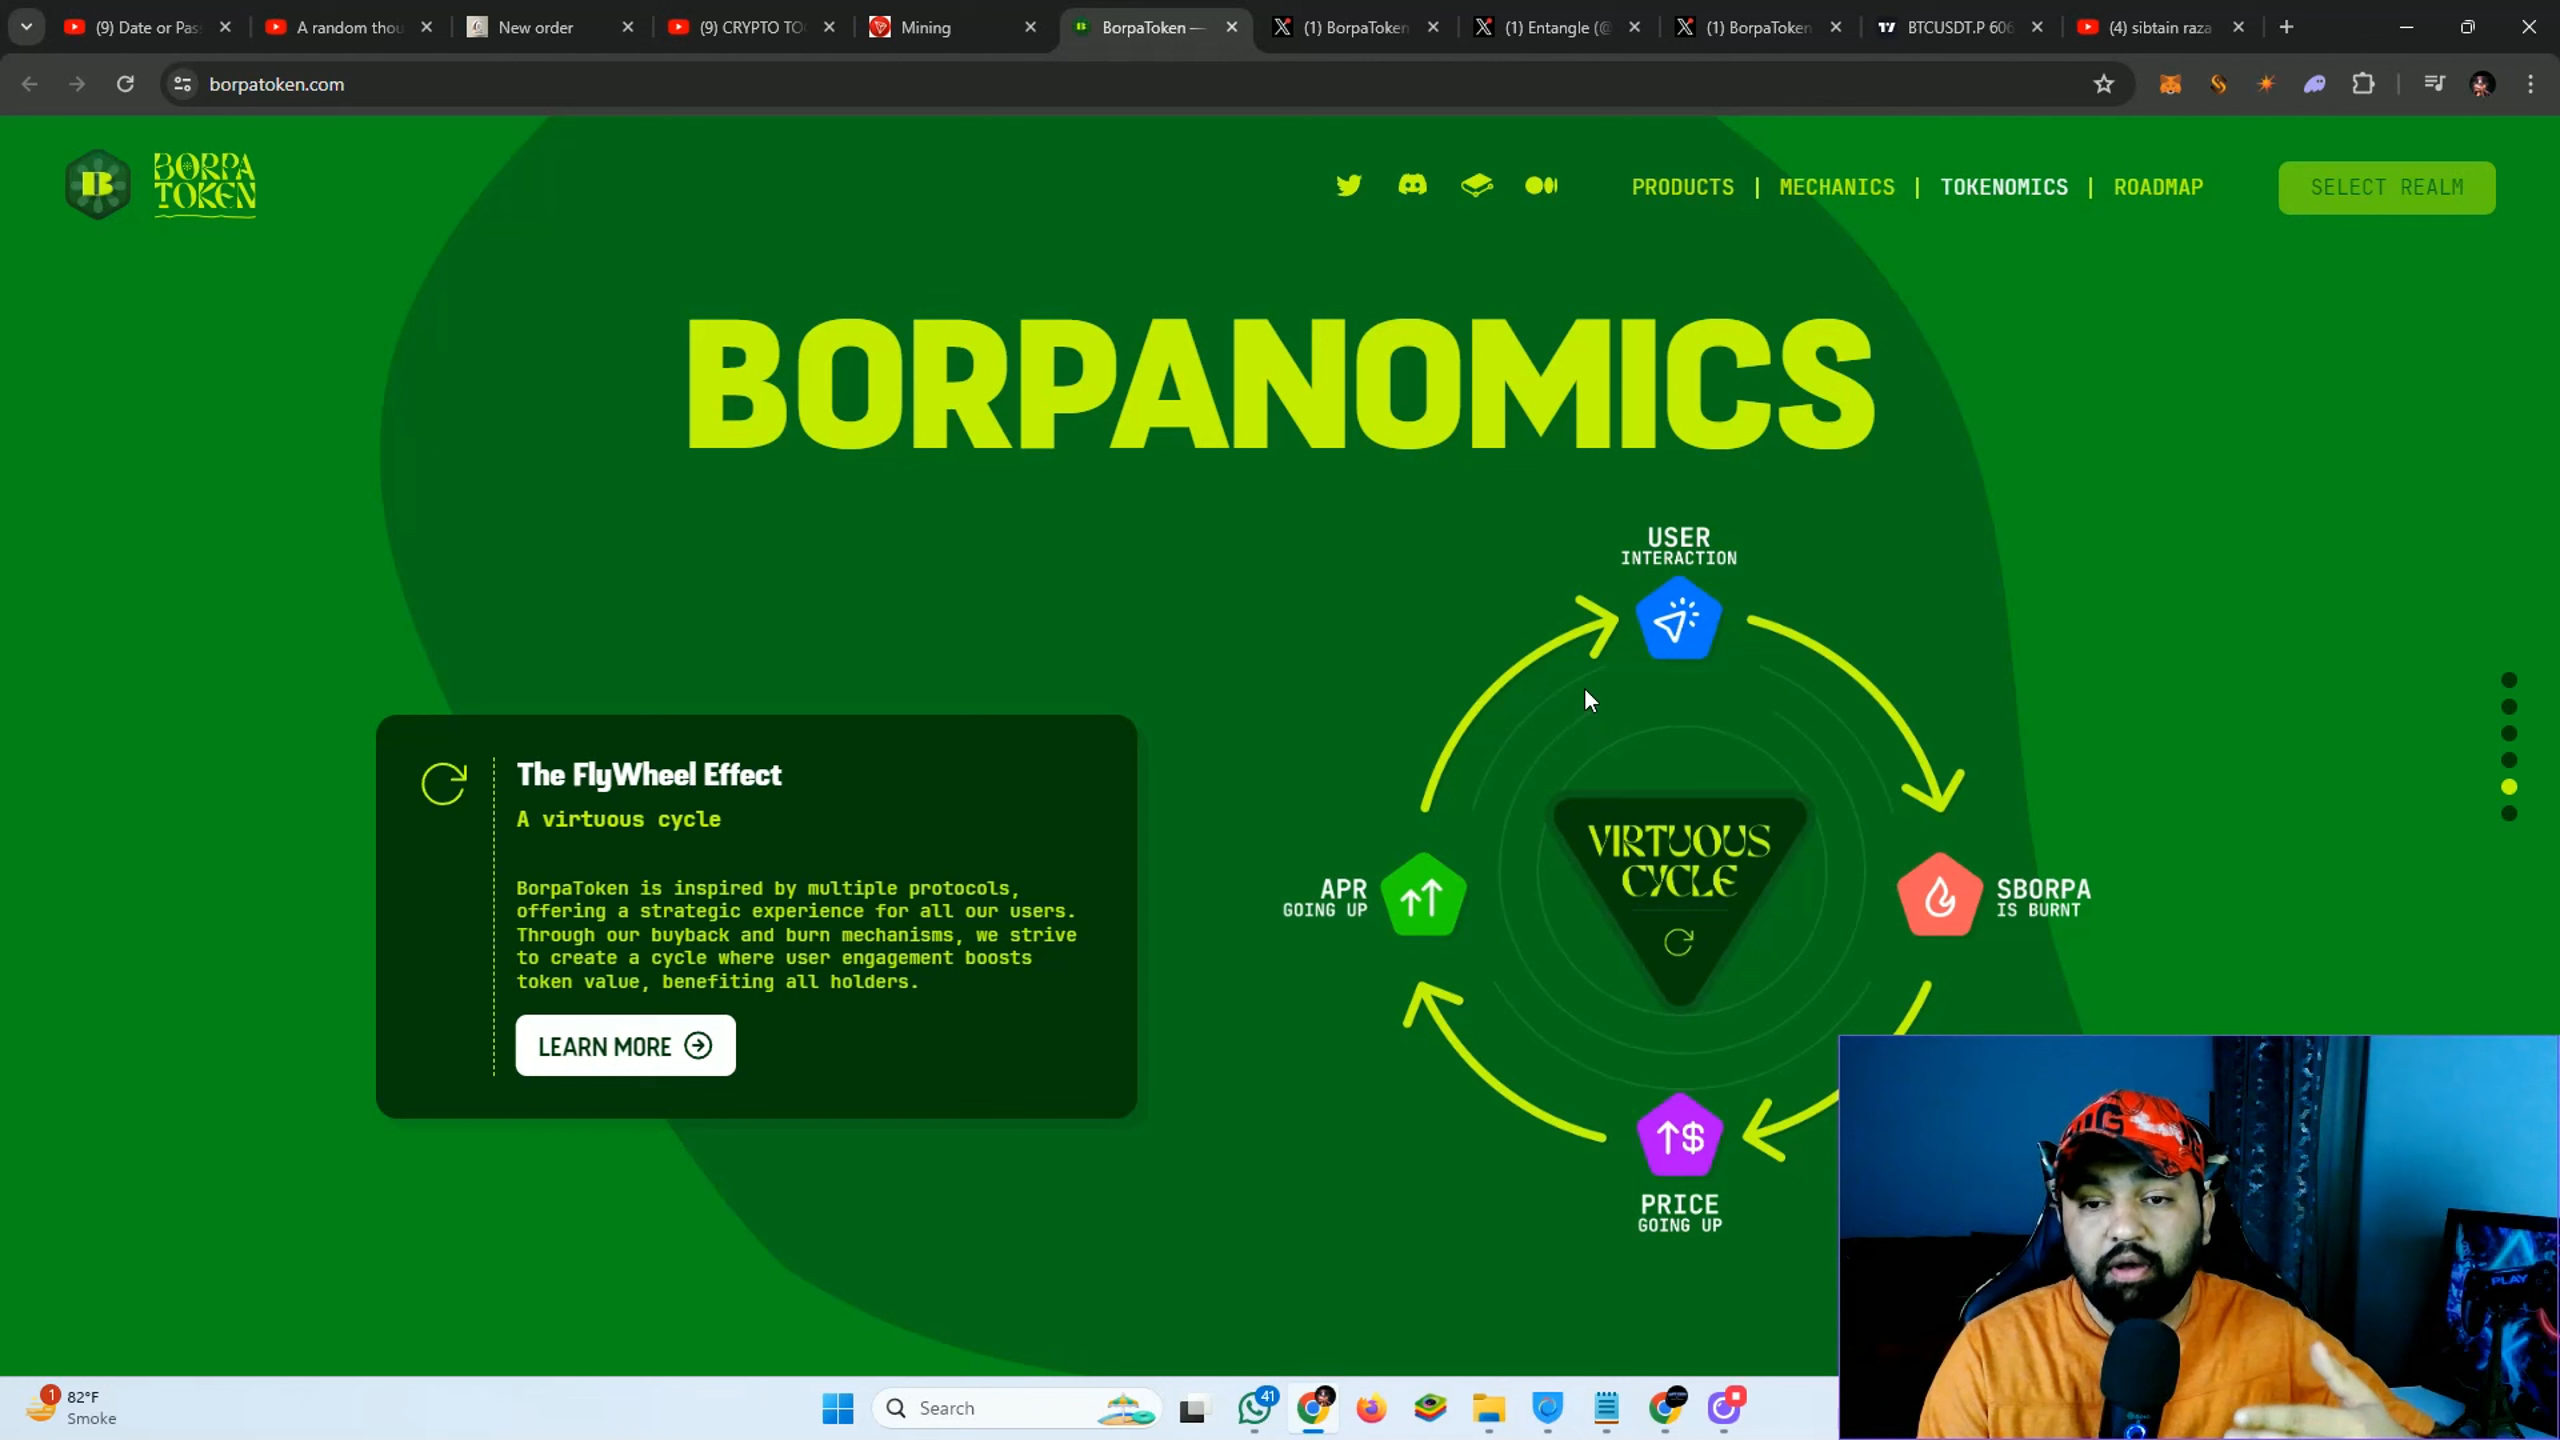 (9) Date or Pas
A random thou
New order
(9) CRYPTO TO
Mining
BorpaToken —
(1) BorpaToken
(1) Entangle (@
(1) BorpaToken
BTCUSDT.P 606
(4) sibtain raza
borpatoken.com
B
BORPA
TOKEN
PRODUCTS | MECHANICS | TOKENOMICS | ROADMAP
SELECT REALM
BORPANOMICS
USER
INTERACTION
The FlyWheel Effect
A virtuous cycle
BorpaToken is inspired by multiple protocols,
offering a strategic experience for all our users.
Through our buyback and burn mechanisms, we strive
to create a cycle where user engagement boosts
token value, benefiting all holders.
LEARN MORE
VIRTUOUS
CYCLE
APR
GOING UP
SBORPA
IS BURNT
$
PRICE
GOING UP
PLAY
1
82°F
Smoke
Search
41